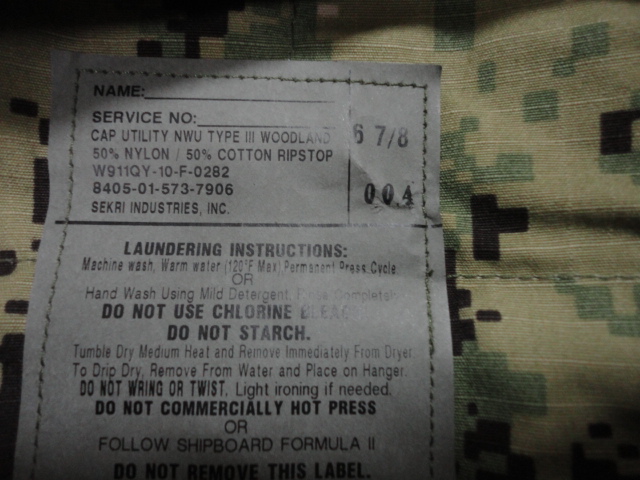 NAME:
SERVICE NO:
CAP UTILITY NWU TYPE III WOODLAND 6 7/8
50% NYLON / 50% COTTON RIPSTOP
W911QY-10-F-0282
8405-01-573-7906 004
SEKRI INDUSTRIES, INC.
LAUNDERING INSTRUCTIONS:
Machine wash, Warm water (120°F Max) Permanent Press Cycle
OR
Hand Wash Using Mild Detergent, Rinse Completely
DO NOT USE CHLORINE BLEACH
DO NOT STARCH.
Tumble Dry Medium Heat and Remove Immediately From Dryer
To Drip Dry, Remove From Water and Place on Hanger.
DO NOT WRING OR TWIST. Light ironing if needed.
DO NOT COMMERCIALLY HOT PRESS
OR
FOLLOW SHIPBOARD FORMULA II
DO NOT REMOVE THIS LABEL.